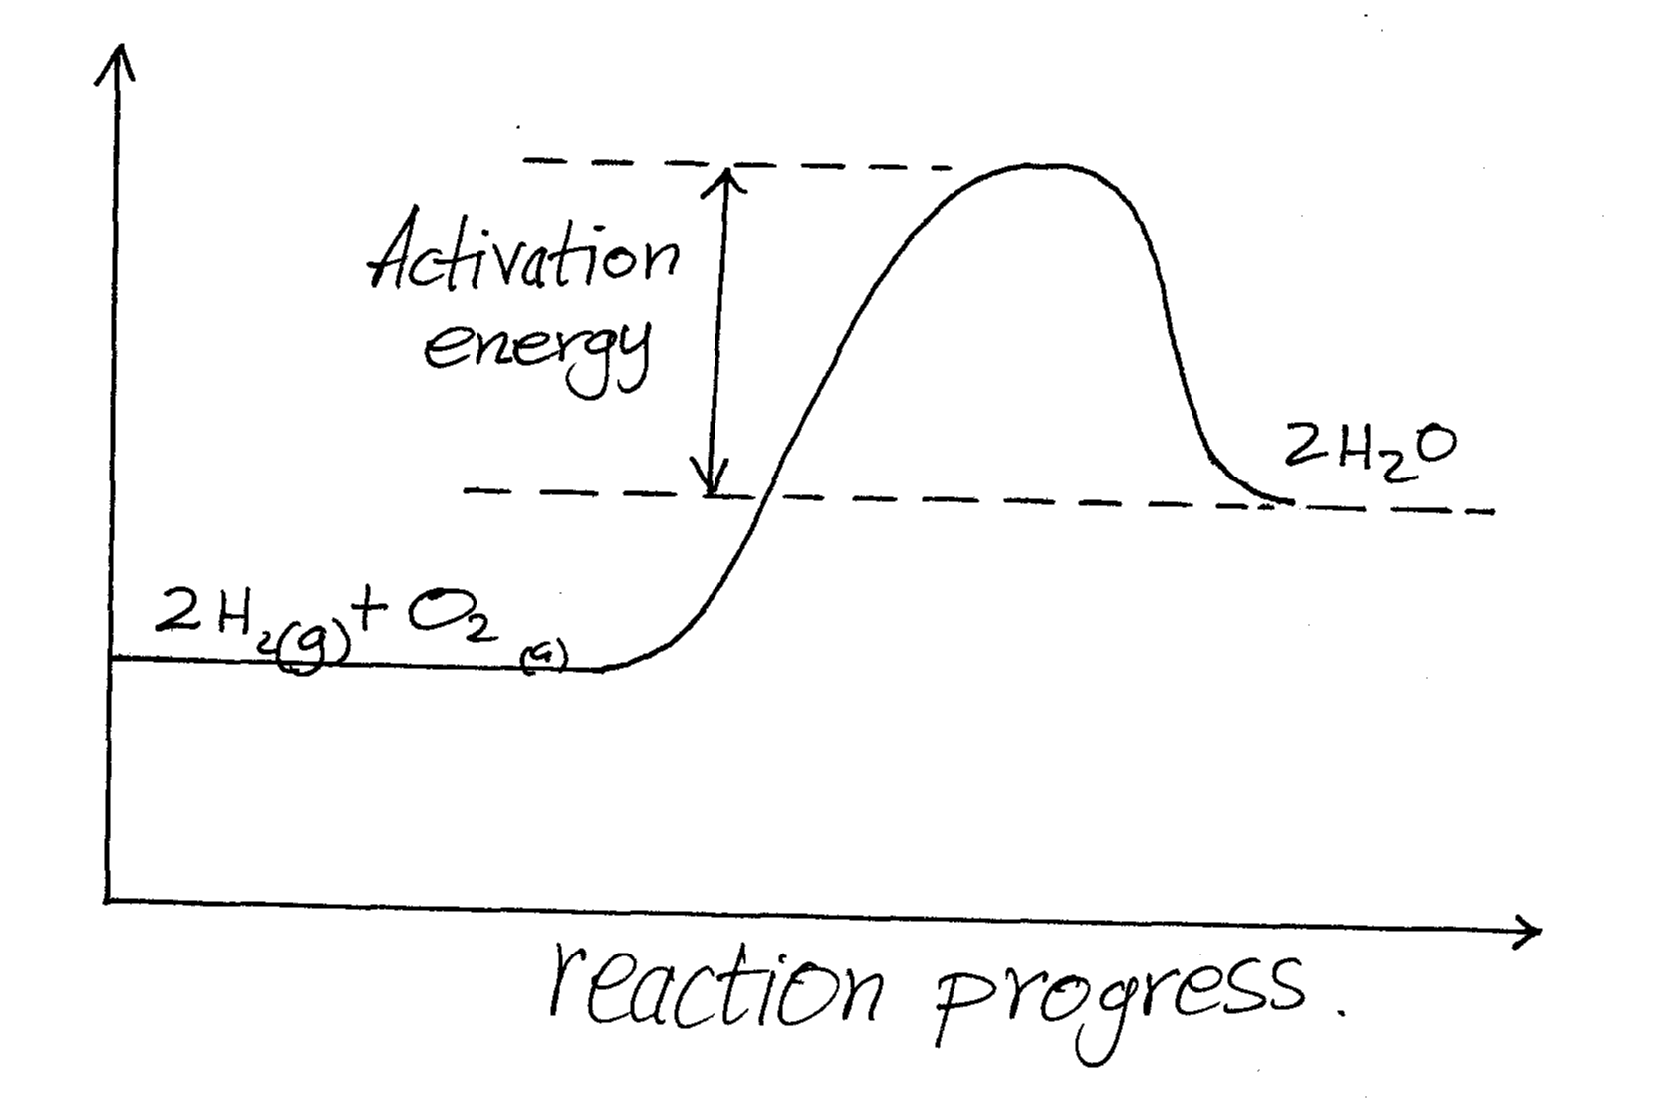 Activation
energy
2H₂O
2H₂(g) + O₂ (g)
reaction progress.